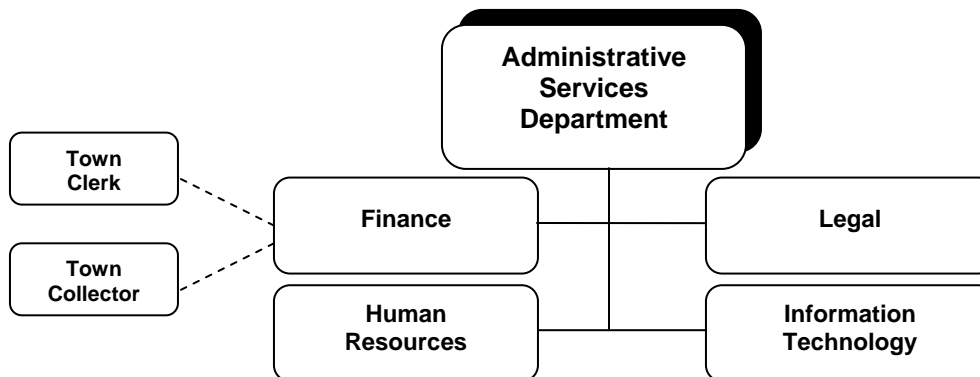 Administrative
Services
Department
Town
Clerk
Finance
Legal
Town
Collector
Human
Resources
Information
Technology